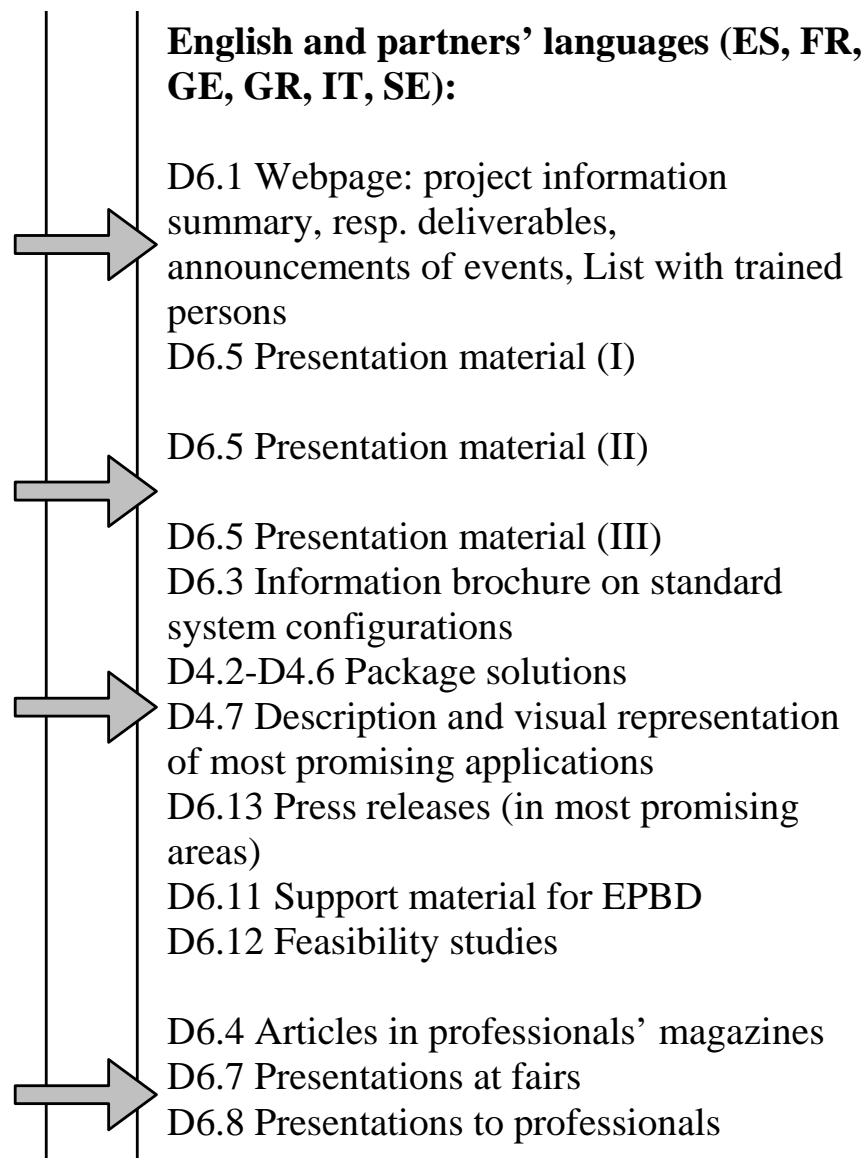 English and partners’ languages (ES, FR,
GE, GR, IT, SE):
D6.1 Webpage: project information
summary, resp. deliverables,
announcements of events, List with trained
persons
D6.5 Presentation material (I)
D6.5 Presentation material (II)
D6.5 Presentation material (III)
D6.3 Information brochure on standard
system configurations
D4.2-D4.6 Package solutions
D4.7 Description and visual representation
of most promising applications
D6.13 Press releases (in most promising
areas)
D6.11 Support material for EPBD
D6.12 Feasibility studies
D6.4 Articles in professionals’ magazines
D6.7 Presentations at fairs
D6.8 Presentations to professionals